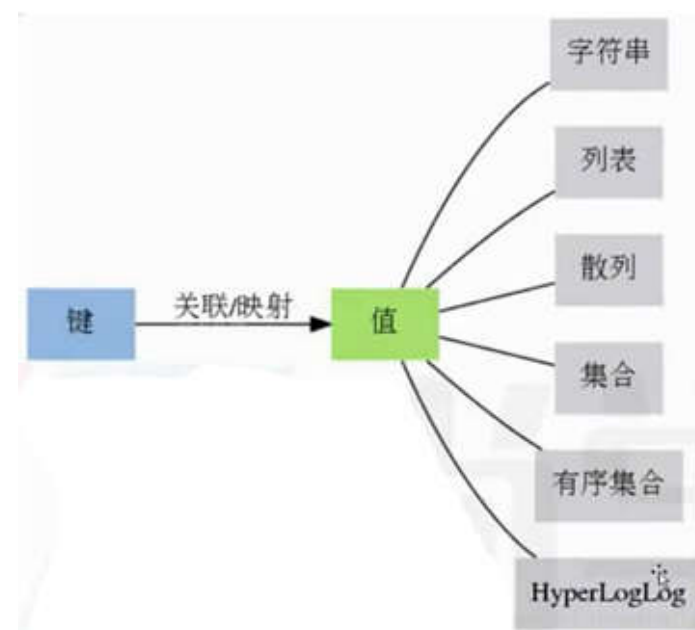 字符串
列表
散列
键
关联/映射
值
集合
有序集合
HyperLogLog